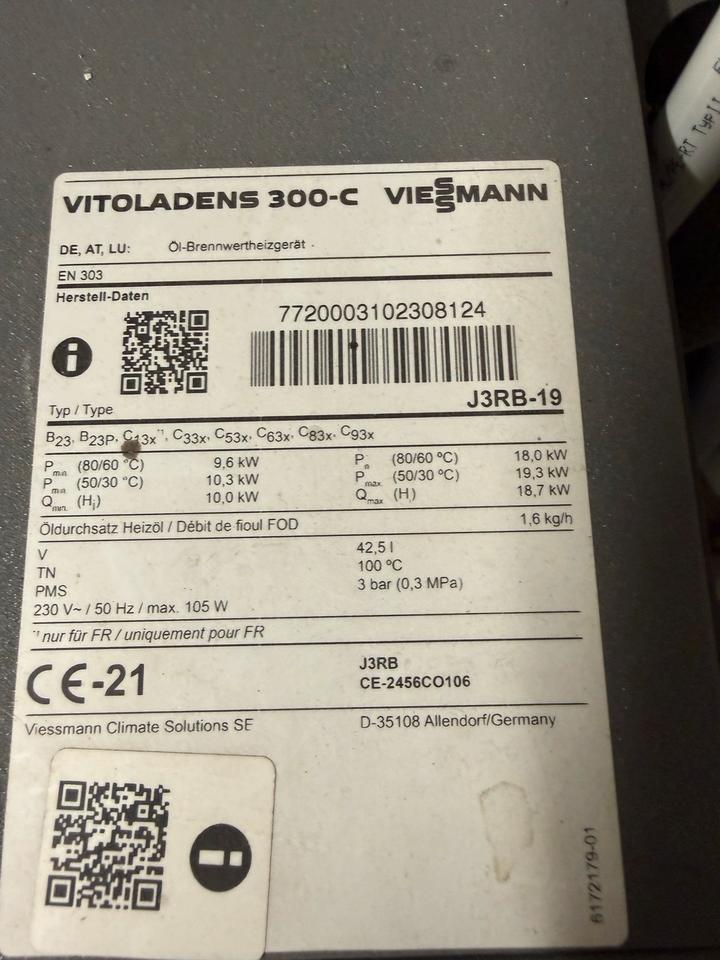 VITOLADENS 300-C VIESSMANN
DE, AT, LU: Öl-Brennwertheizgerät
EN 303
Herstell-Daten
7720003102308124
Typ / Type J3RB-19
B23, B23P, C13x*1, C33x, C53x, C63x, C83x, C93x
Pmin. (80/60 °C) 9,6 kW Pn (80/60 ºC) 18,0 kW
Pmin. (50/30 °C) 10,3 kW Pmax. (50/30 ºC) 19,3 kW
Qmin. (Hi) 10,0 kW Qmax (H) 18,7 kW
Öldurchsatz Heizöl / Débit de fioul FOD 1,6 kg/h
V 42,5 l
TN 100 ºC
PMS 3 bar (0,3 MPa)
230 V~ / 50 Hz / max. 105 W
*1 nur für FR / uniquement pour FR
CE-21 J3RB
CE-2456CO106
Viessmann Climate Solutions SE D-35108 Allendorf/Germany
6172179-01